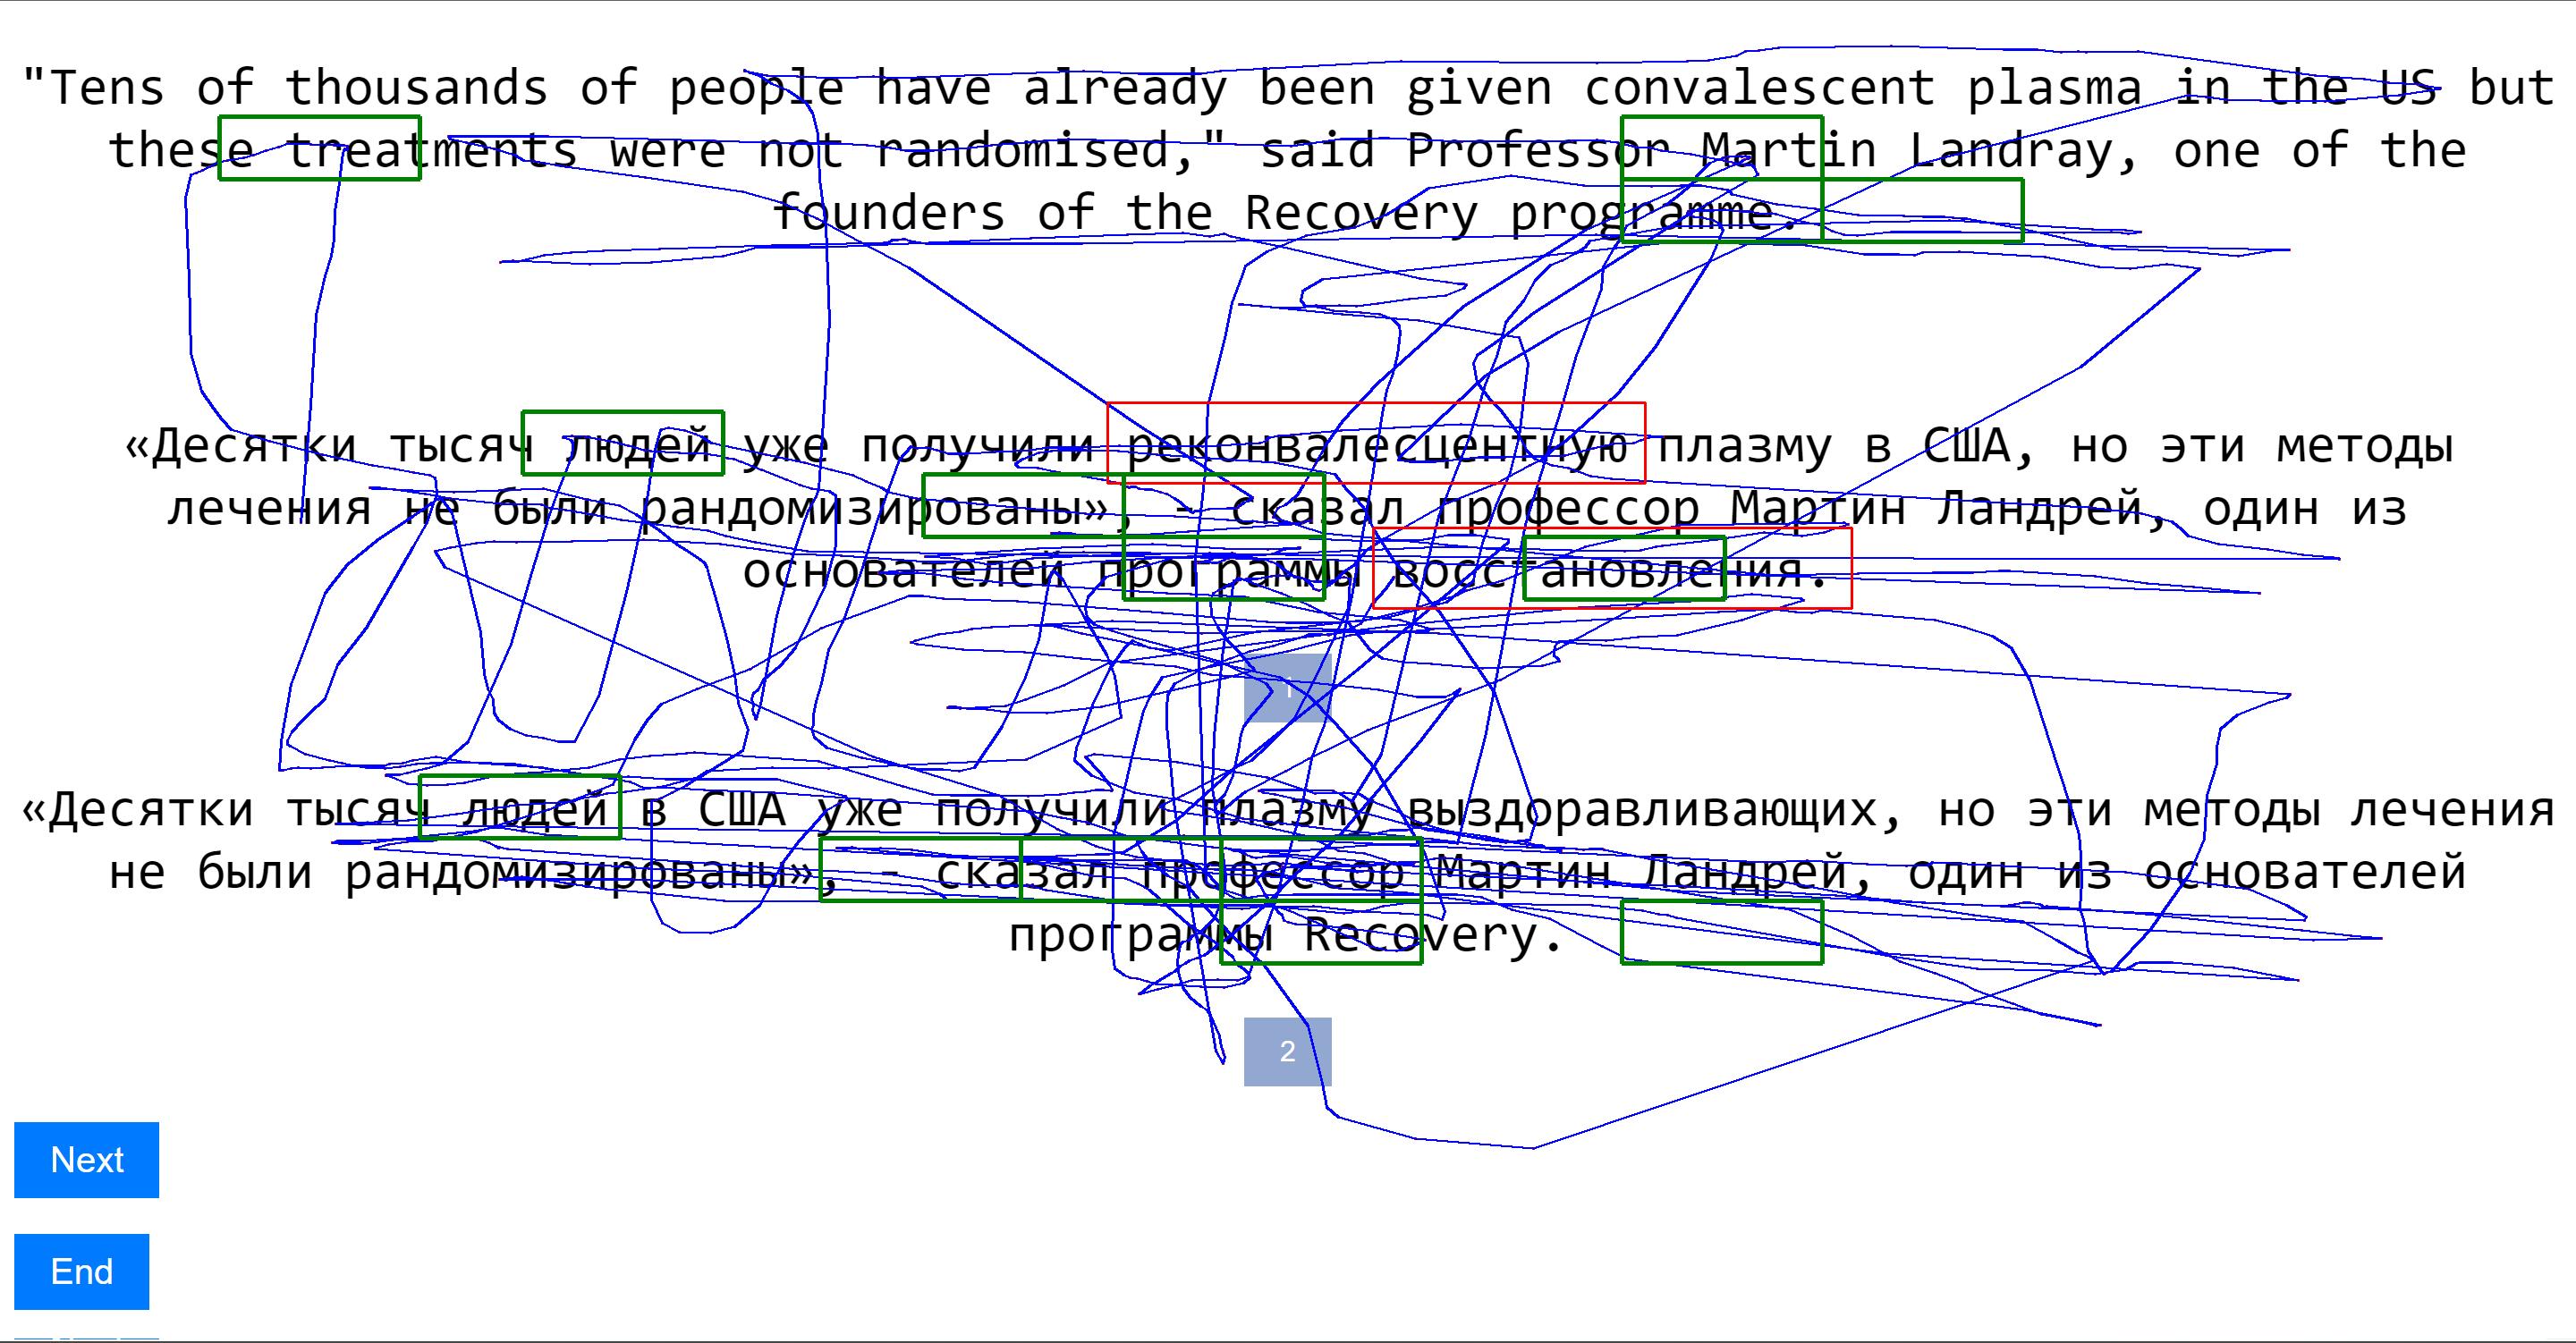 "Tens of thousands of people have already been given convalescent plasma in the US but
these treatments were not randomised," said Professor Martin Landray, one of the
founders of the Recovery programme.
«Десятки тысяч людей уже получили реконвалесцентную плазму в США, но эти методы
лечения не были рандомизированы», - сказал профессор Мартин Ландрей, один из
основателей программы восстановления.
1
«Десятки тысяч людей в США уже получили плазму выздоравливающих, но эти методы лечения
не были рандомизированы», - сказал профессор Мартин Ландрей, один из основателей
программы Recovery.
2
Next
End